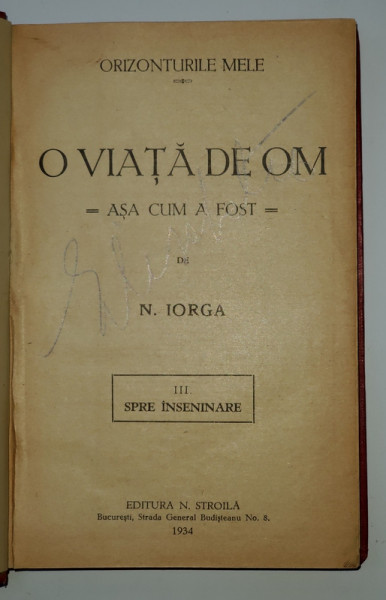 ORIZONTURILE MELE
O VIAȚĂ DE OM
= AȘA CUM A FOST =
DE
N. IORGA
III.
SPRE ÎNSENINARE
EDITURA N. STROILĂ
București, Strada General Budișteanu No. 8.
1934